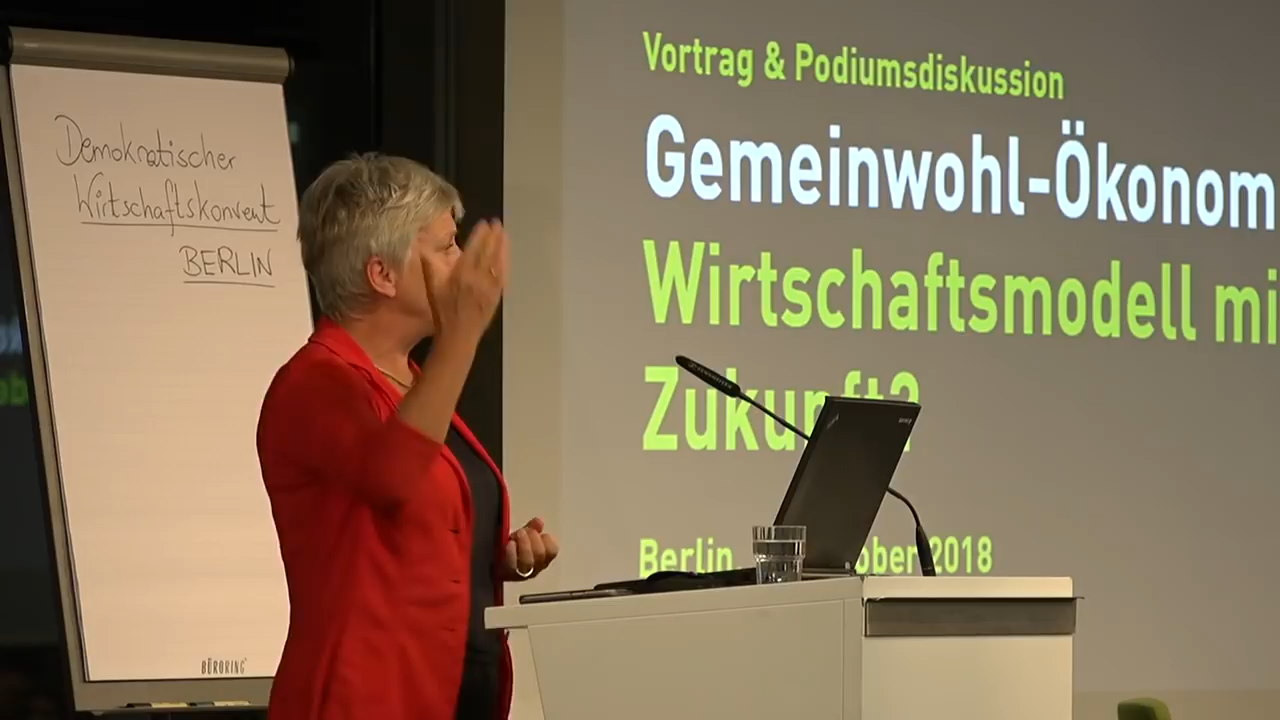 Demokratischer
Wirtschaftskonvent
BERLIN
BÜRORING
Vortrag & Podiumsdiskussion
Gemeinwohl-Ökonom
Wirtschaftsmodell mi
Zukunft?
Berlin, ober 2018